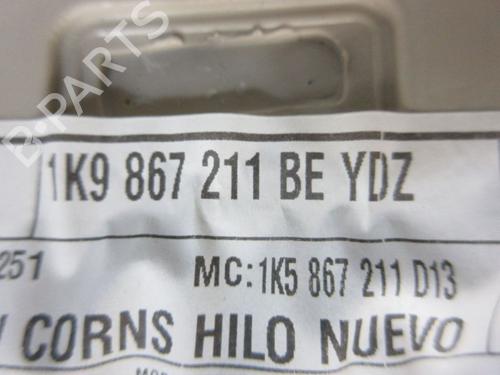 B-PARTS
1K9 867 211 BE YDZ
251
MC:1K5 867 211 D13
CORNS HILO NUEVO